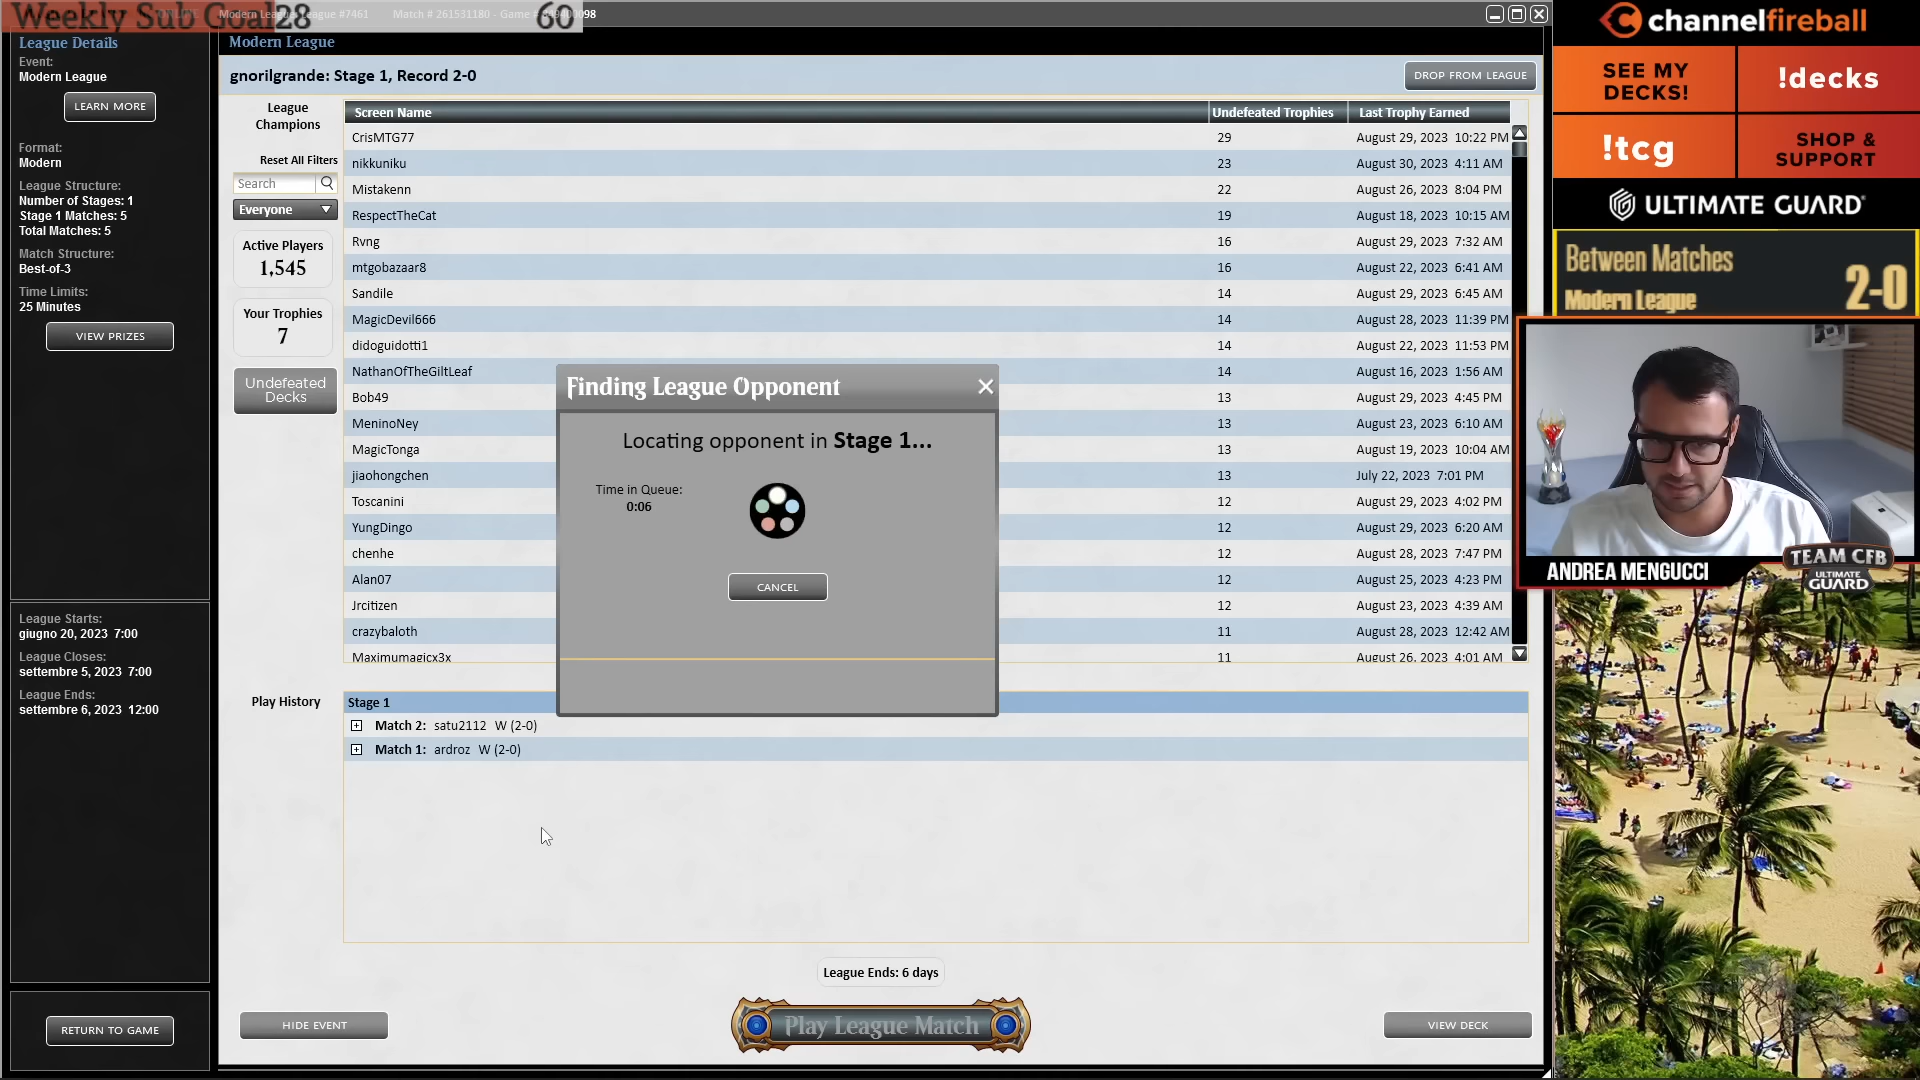 Weekly Sub Goal28 60
Modern League
League Details
Event:
Modern League
LEARN MORE
Format:
Modern
League Structure:
Number of Stages: 1
Stage 1 Matches: 5
Total Matches: 5
Match Structure:
Best-of-3
Time Limits:
25 Minutes
VIEW PRIZES
League Starts:
giugno 20, 2023 7:00
League Closes:
settembre 5, 2023 7:00
League Ends:
settembre 6, 2023 12:00
RETURN TO GAME
gnorilgrande: Stage 1, Record 2-0
DROP FROM LEAGUE
League
Champions
Reset All Filters
Search
Everyone
Active Players
1,545
Your Trophies
7
Undefeated
Decks
Screen Name Undefeated Trophies Last Trophy Earned
CrisMTG77 29 August 29, 2023 10:22 PM
nikkuniku 23 August 30, 2023 4:11 AM
Mistakenn 22 August 26, 2023 8:04 PM
RespectTheCat 19 August 18, 2023 10:15 AM
Rvng 16 August 29, 2023 7:32 AM
mtgobazaar8 16 August 22, 2023 6:41 AM
Sandile 14 August 29, 2023 6:45 AM
MagicDevil666 14 August 28, 2023 11:39 PM
didoguidotti1 14 August 22, 2023 11:53 PM
NathanOfTheGiltLeaf 14 August 16, 2023 1:56 AM
Bob49 13 August 29, 2023 4:45 PM
MeninoNey 13 August 23, 2023 6:10 AM
MagicTonga 13 August 19, 2023 10:04 AM
jiaohongchen 13 July 22, 2023 7:01 PM
Toscanini 12 August 29, 2023 4:02 PM
YungDingo 12 August 29, 2023 6:20 AM
chenhe 12 August 28, 2023 7:47 PM
Alan07 12 August 25, 2023 4:23 PM
Jrcitizen 12 August 23, 2023 4:39 AM
crazybaloth 11 August 28, 2023 12:42 AM
Maximumagicx3x 11 August 26, 2023 4:01 AM
Finding League Opponent
Locating opponent in Stage 1...
Time in Queue:
0:06
CANCEL
Play History
Stage 1
Match 2: satu2112 W (2-0)
Match 1: ardroz W (2-0)
League Ends: 6 days
HIDE EVENT
Play League Match
VIEW DECK
channelfireball
SEE MY
DECKS!
!decks
!tcg
SHOP &
SUPPORT
ULTIMATE GUARD
Between Matches
Modern League
2-0
ANDREA MENGUCCI
TEAM CFB
ULTIMATE
GUARD